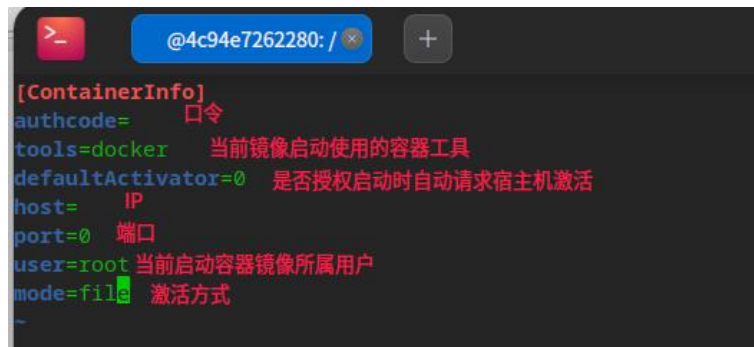 >_ @4c94e7262280: / × +
[ContainerInfo]
authcode= 口令
tools=docker 当前镜像启动使用的容器工具
defaultActivator=0 是否授权启动时自动请求宿主机激活
host= IP
port=0 端口
user=root 当前启动容器镜像所属用户
mode=file 激活方式
~